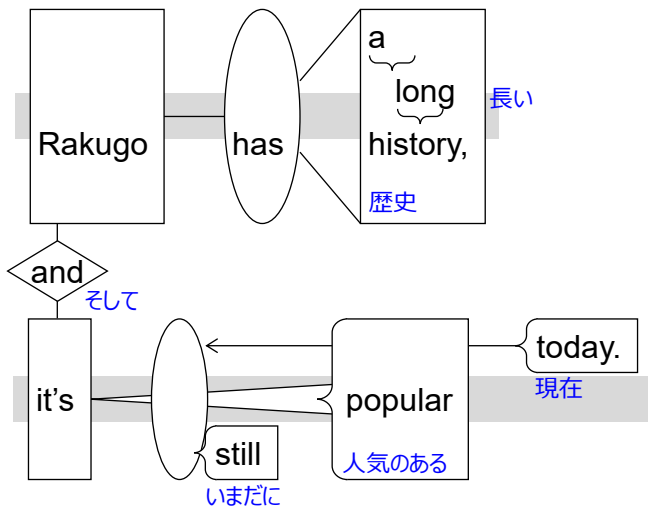 a
long
長い
Rakugo has history,
歴史
and
そして
today.
現在
it's popular
人気のある
still
いまだに